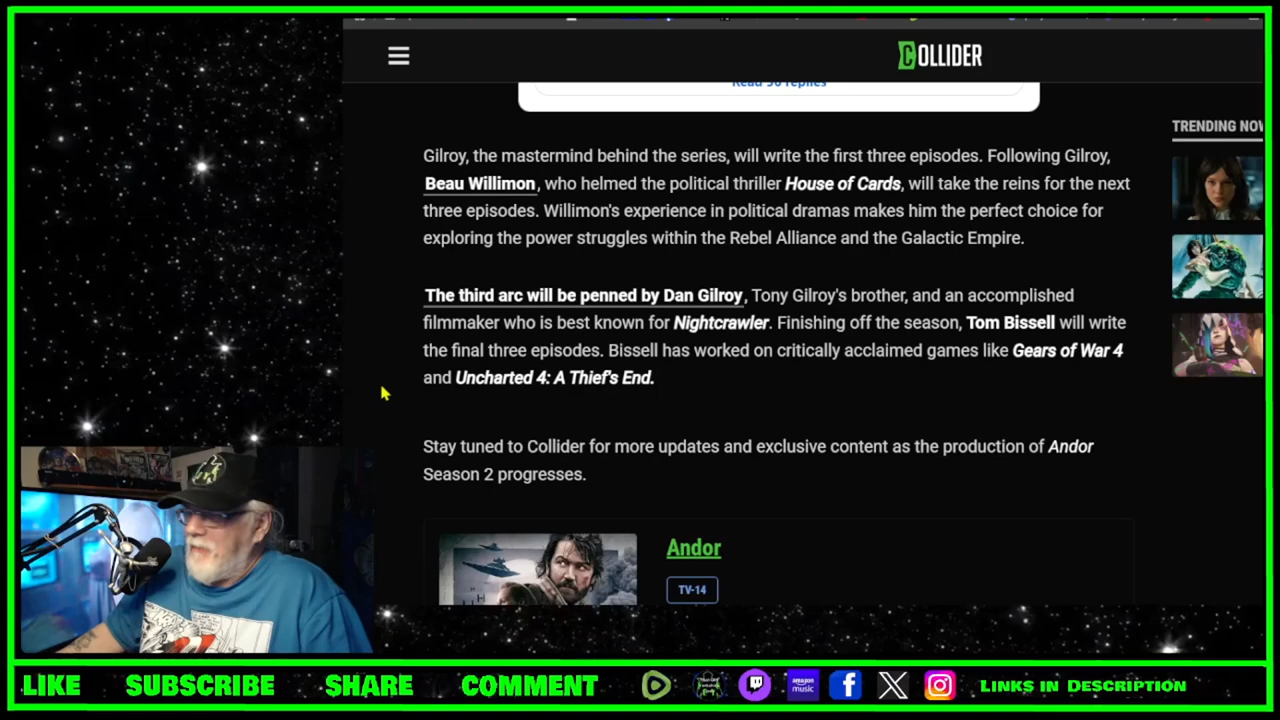 COLLIDER
Read 50 replies
TRENDING NOW
Gilroy, the mastermind behind the series, will write the first three episodes. Following Gilroy,
Beau Willimon, who helmed the political thriller House of Cards, will take the reins for the next
three episodes. Willimon's experience in political dramas makes him the perfect choice for
exploring the power struggles within the Rebel Alliance and the Galactic Empire.
The third arc will be penned by Dan Gilroy, Tony Gilroy's brother, and an accomplished
filmmaker who is best known for Nightcrawler. Finishing off the season, Tom Bissell will write
the final three episodes. Bissell has worked on critically acclaimed games like Gears of War 4
and Uncharted 4: A Thief's End.
Stay tuned to Collider for more updates and exclusive content as the production of Andor
Season 2 progresses.
Andor
TV-14
LIKE SUBSCRIBE SHARE COMMENT amazon music LINKS IN DESCRIPTION